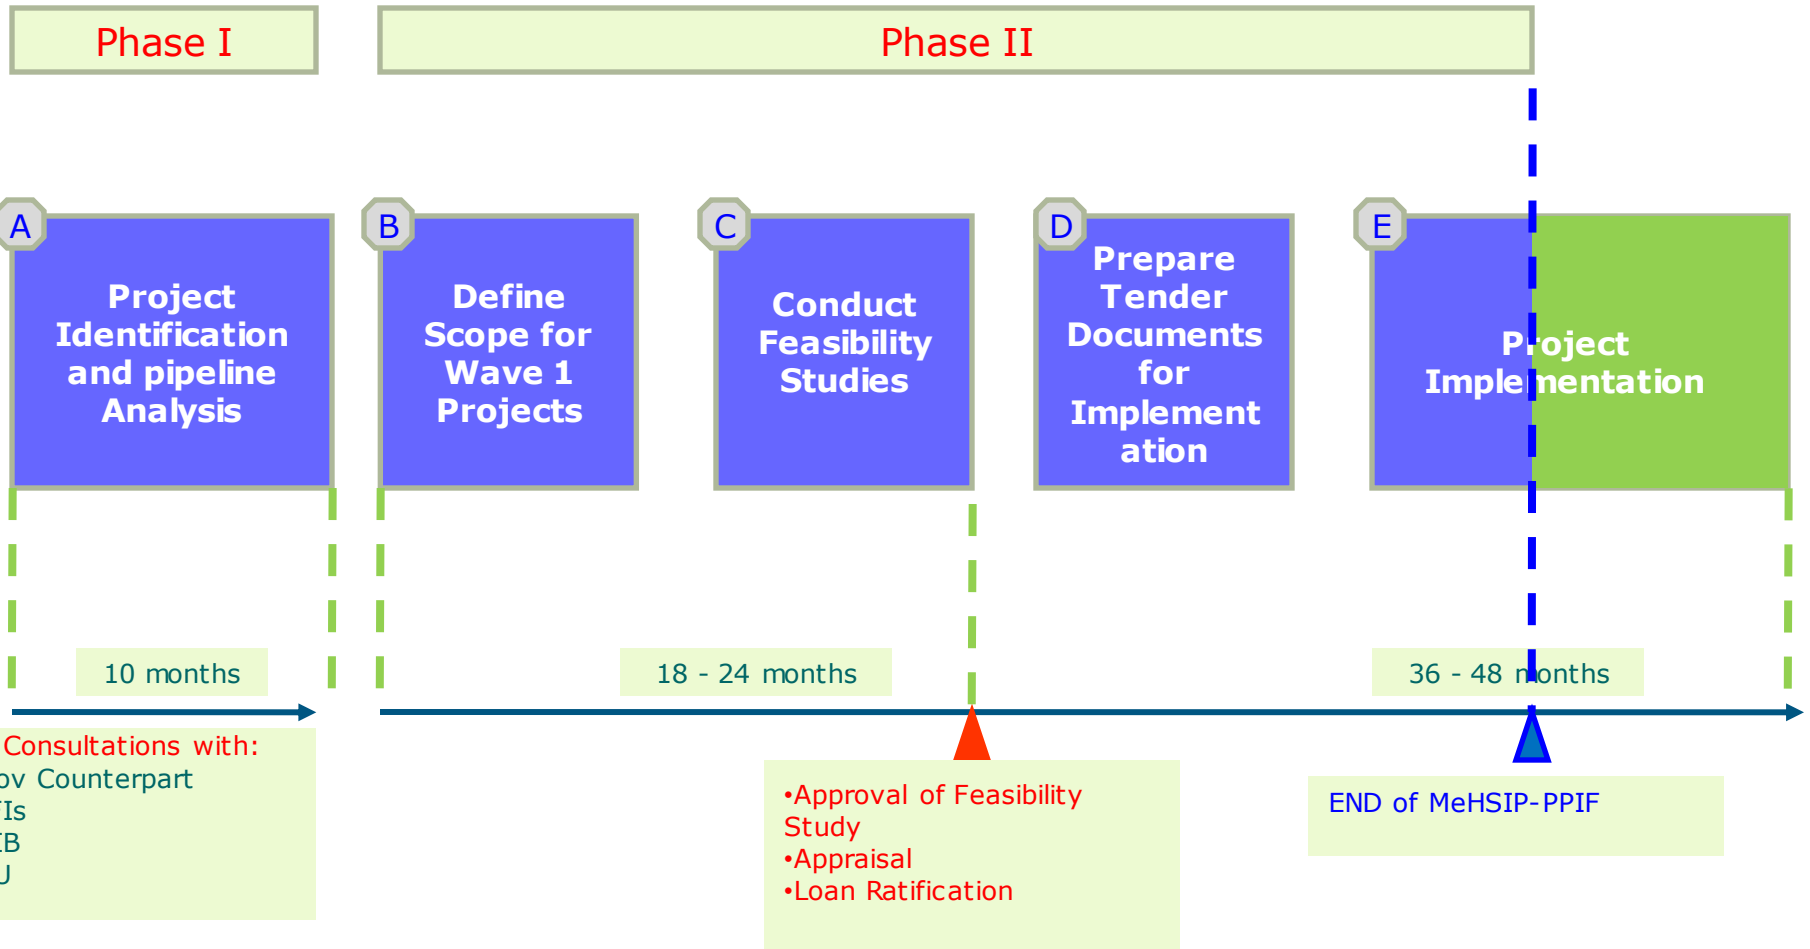 Phase I
Phase II
A
Project
Identification
and pipeline
Analysis
B
Define
Scope for
Wave 1
Projects
C
Conduct
Feasibility
Studies
D
Prepare
Tender
Documents
for
Implement
ation
E
Project
Implementation
10 months
18 - 24 months
36 - 48 months
Consultations with:
Counterpart
•Approval of Feasibility
Study
•Appraisal
•Loan Ratification
END of MeHSIP-PPIF